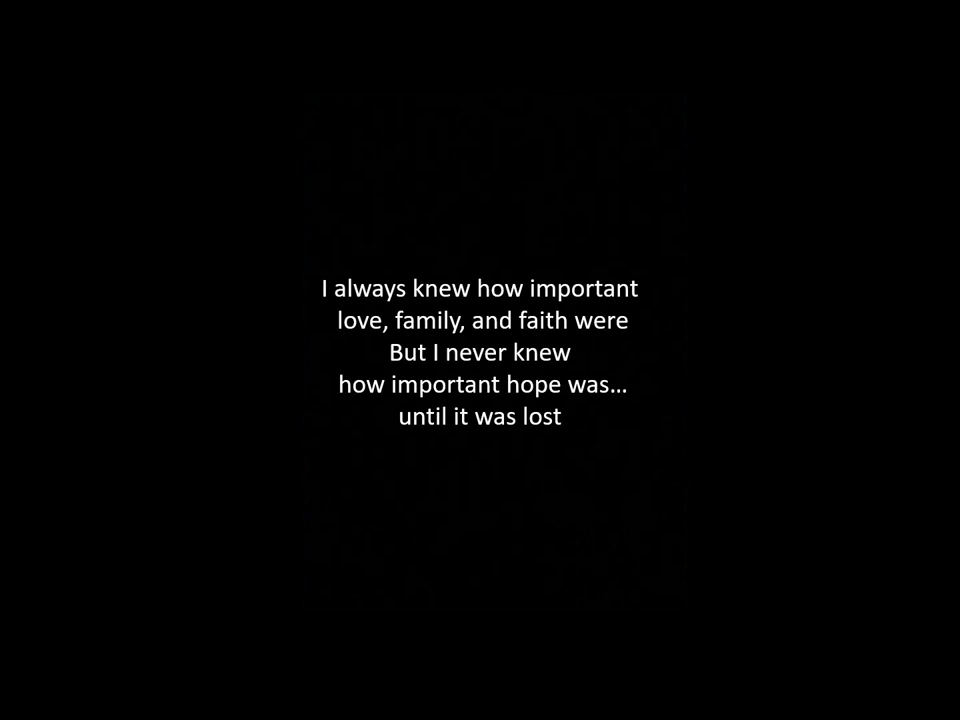 I always knew how important
love, family, and faith were
But I never knew
how important hope was…
until it was lost